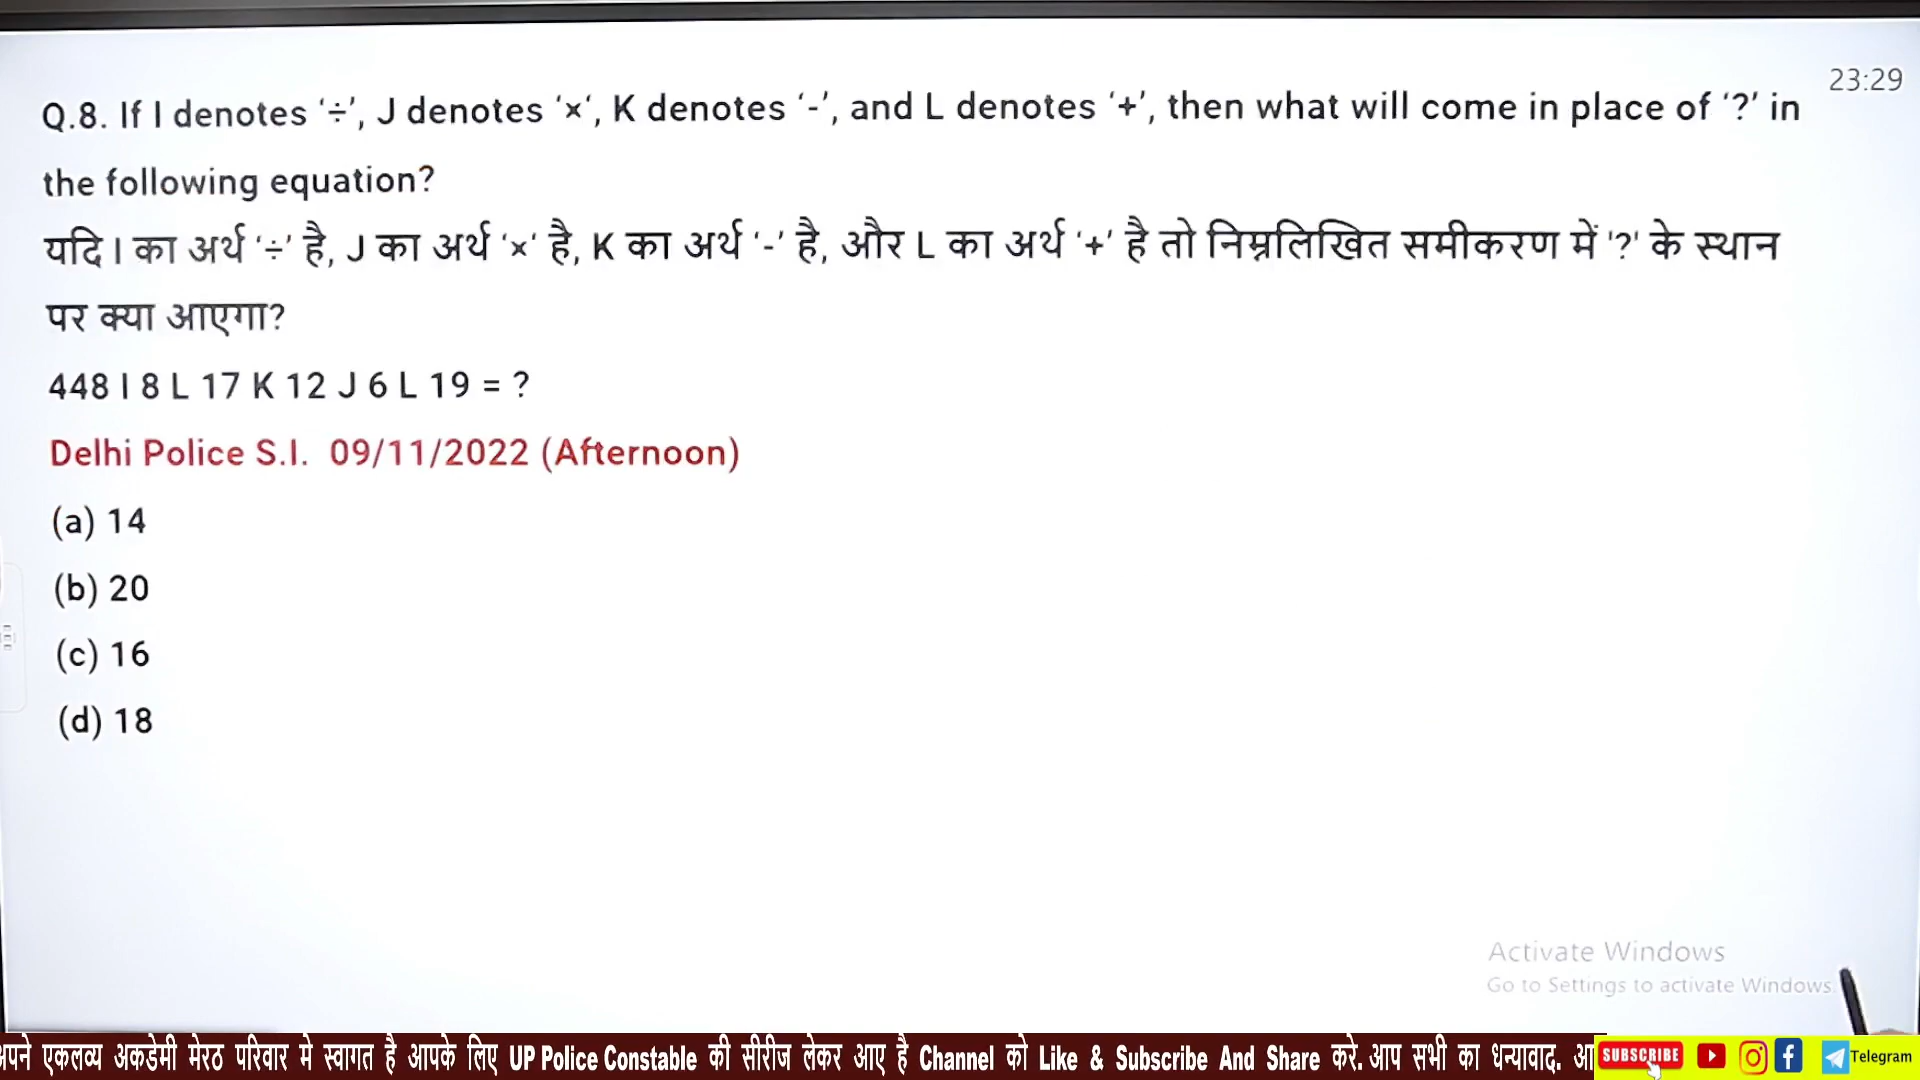 23:29
Q.8. If I denotes ‘÷’, J denotes ‘×‘, K denotes ‘-’, and L denotes ‘+’, then what will come in place of ‘?’ in
the following equation?
यदि I का अर्थ ‘÷’ है, J का अर्थ ‘×‘ है, K का अर्थ ‘-’ है, और L का अर्थ ‘+’ है तो निम्नलिखित समीकरण में '?' के स्थान
पर क्या आएगा?
448 I 8 L 17 K 12 J 6 L 19 = ?
Delhi Police S.I. 09/11/2022 (Afternoon)
(a) 14
(b) 20
(c) 16
(d) 18
Activate Windows
Go to Settings to activate Windows.
अपने एकलव्य अकडेमी मेरठ परिवार मे स्वागत है आपके लिए UP Police Constable की सीरीज लेकर आए है Channel को Like & Subscribe And Share करे. आप सभी का धन्यावाद.
SUBSCRIBE
Telegram